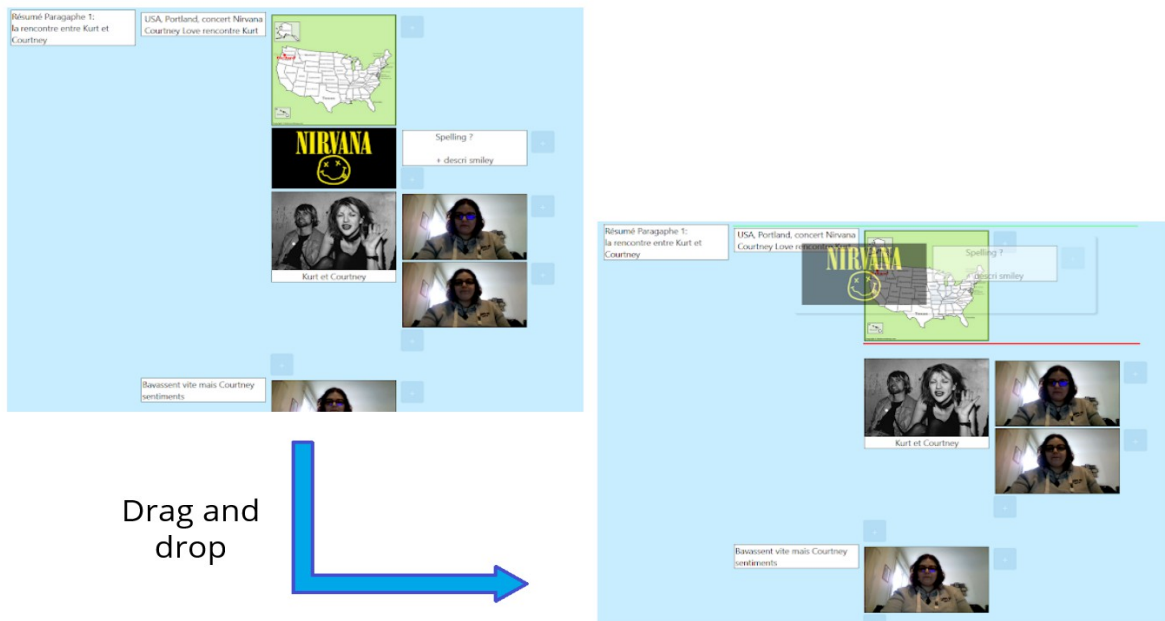 Résumé Paragaphe 1:
la rencontre entre Kurt et
Courtney
USA, Portland, concert Nirvana
Courtney Love rencontre Kurt
NIRVANA
Spelling ?
+ descri smiley
Kurt et Courtney
Bavassent vite mais Courtney
sentiments
Drag and
drop
Résumé Paragaphe 1:
la rencontre entre Kurt et
Courtney
USA, Portland, concert Nirvana
Courtney Love rencontre Kurt
NIRVANA
Spelling ?
+ descri smiley
Kurt et Courtney
Bavassent vite mais Courtney
sentiments